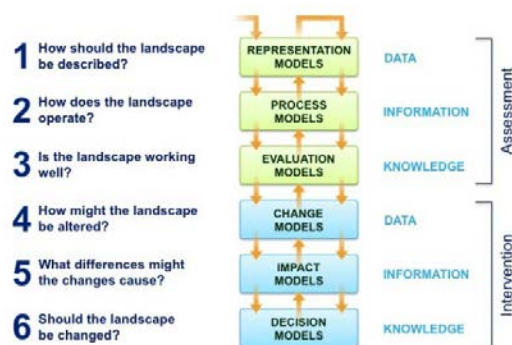 1 How should the landscape
be described?
REPRESENTATION
MODELS
DATA
2 How does the landscape
operate?
PROCESS
MODELS
INFORMATION
3 Is the landscape working
well?
EVALUATION
MODELS
KNOWLEDGE
Assessment
4 How might the landscape
be altered?
CHANGE
MODELS
DATA
5 What differences might
the changes cause?
IMPACT
MODELS
INFORMATION
6 Should the landscape
be changed?
DECISION
MODELS
KNOWLEDGE
Intervention